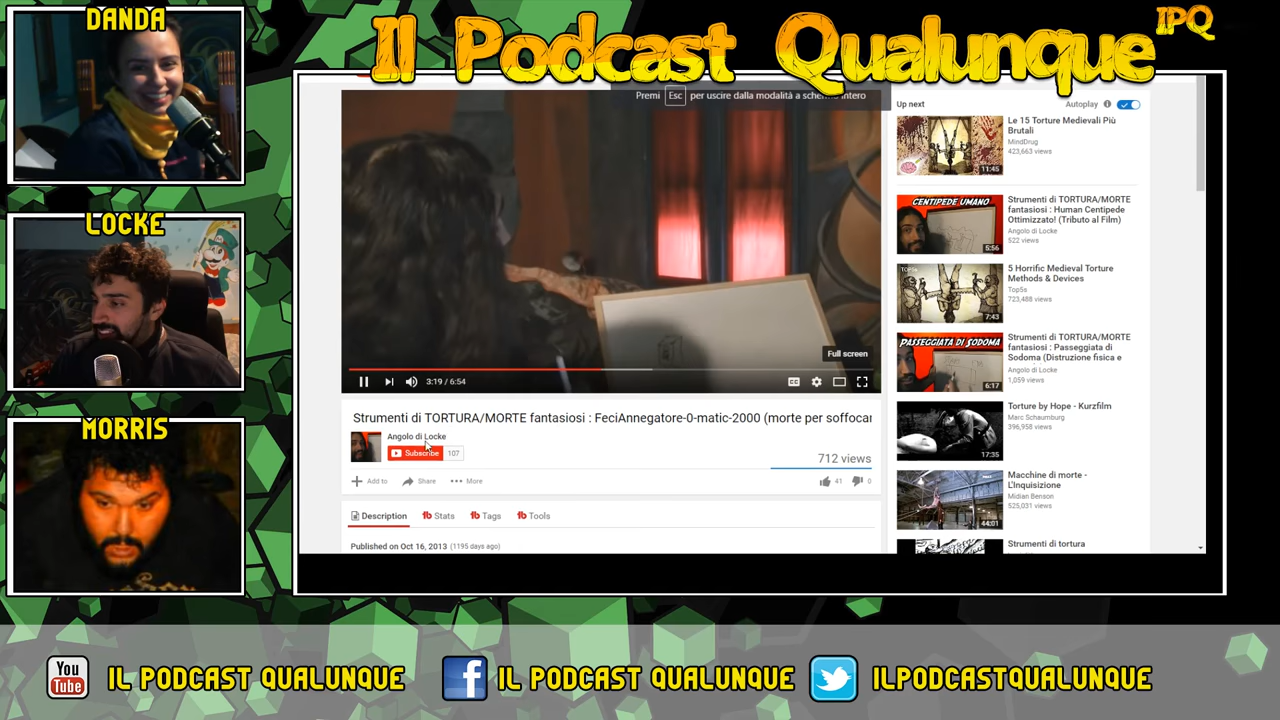 DANDA
Il Podcast Qualunque
IPQ
LOCKE
MORRIS
Premi Esc per uscire dalla modalità a schermo intero
Full screen
3:19 / 6:54
Strumenti di TORTURA/MORTE fantasiosi : FeciAnnegatore-0-matic-2000 (morte per soffocar
Angolo di Locke
Subscribe 107
712 views
Add to Share More
41 0
Description Stats Tags Tools
Published on Oct 16, 2013 (1195 days ago)
Up next Autoplay
Le 15 Torture Medievali Più
Brutali
MindDrug
423,663 views
11:45
CENTIPEDE UMANO
5:56
Strumenti di TORTURA/MORTE
fantasiosi : Human Centipede
Ottimizzato! (Tributo al Film)
Angolo di Locke
522 views
TOP5s
7:43
5 Horrific Medieval Torture
Methods & Devices
Top5s
723,488 views
PASSEGGIATA DI SODOMA
6:17
Strumenti di TORTURA/MORTE
fantasiosi : Passeggiata di
Sodoma (Distruzione fisica e
Angolo di Locke
1,059 views
17:35
Torture by Hope - Kurzfilm
Marc Schaumburg
396,958 views
44:01
Macchine di morte -
L'Inquisizione
Midian Benson
525,031 views
Strumenti di tortura
You Tube IL PODCAST QUALUNQUE
IL PODCAST QUALUNQUE
ILPODCASTQUALUNQUE